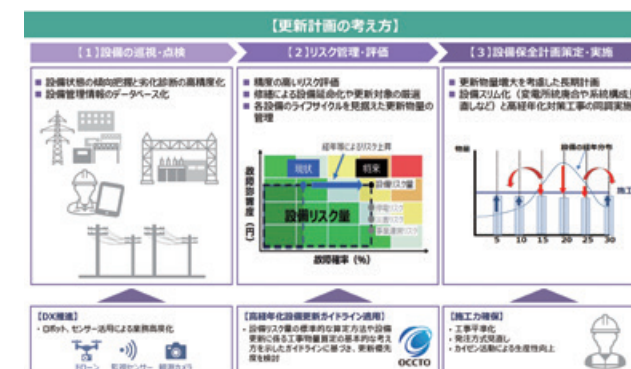 【更新計画の考え方】
【1】設備の巡視・点検
■ 設備状態の傾向把握と劣化診断の高精度化
■ 設備管理情報のデータベース化
【2】リスク管理・評価
■ 精度の高いリスク評価
■ 修繕による設備延命化や更新対象の厳選
■ 各設備のライフサイクルを見据えた更新物量の
管理
経年等によるリスク上昇
現状
将来
設備リスク量
故障影響度（円）
設備リスク量
故障確率（%）
【3】設備保全計画策定・実施
■ 更新物量増大を考慮した長期計画
■ 設備スリム化（変電所統廃合や系統構成
直しなど）と高経年化対策工事の同調実施
物量
設備の経年分布
施工
5 10 15 20 25 30
【DX推進】
・ロボット、センサー活用による業務高度化
ドローン 監視センサー
【高経年化設備更新ガイドライン適用】
・設備リスク量の標準的な算定方法や設備
更新に係る工事物量算定の基本的な考え
方を示したガイドラインに基づき、更新優先
度を検討
OCCTO
【施工力確保】
・工事平準化
・発注方式見直し
・カイゼン活動による生産性向上